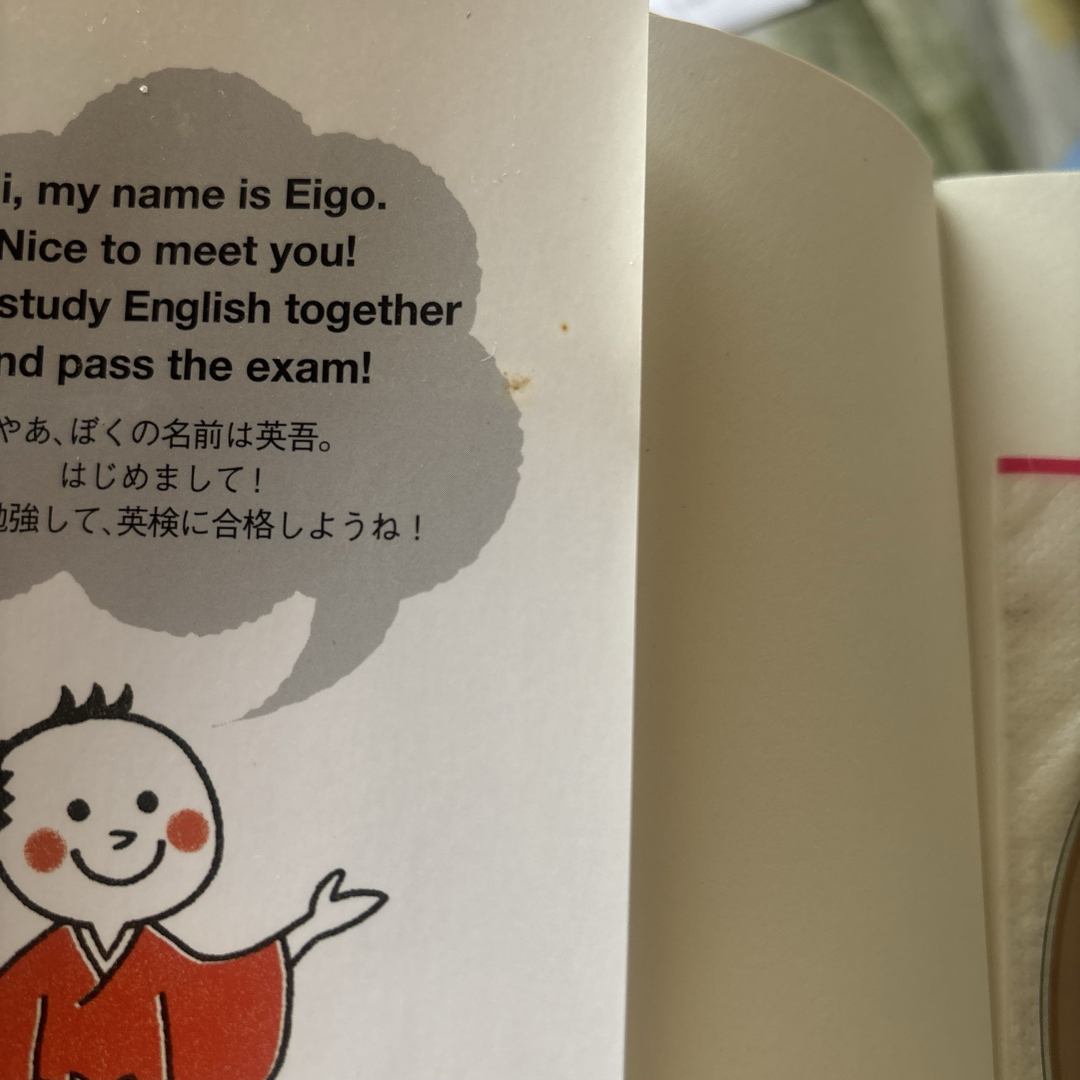 i, my name is Eigo.
Nice to meet you!
study English together
nd pass the exam!
やあ、ぼくの名前は英吾。
はじめまして！
勉強して、英検に合格しようね！